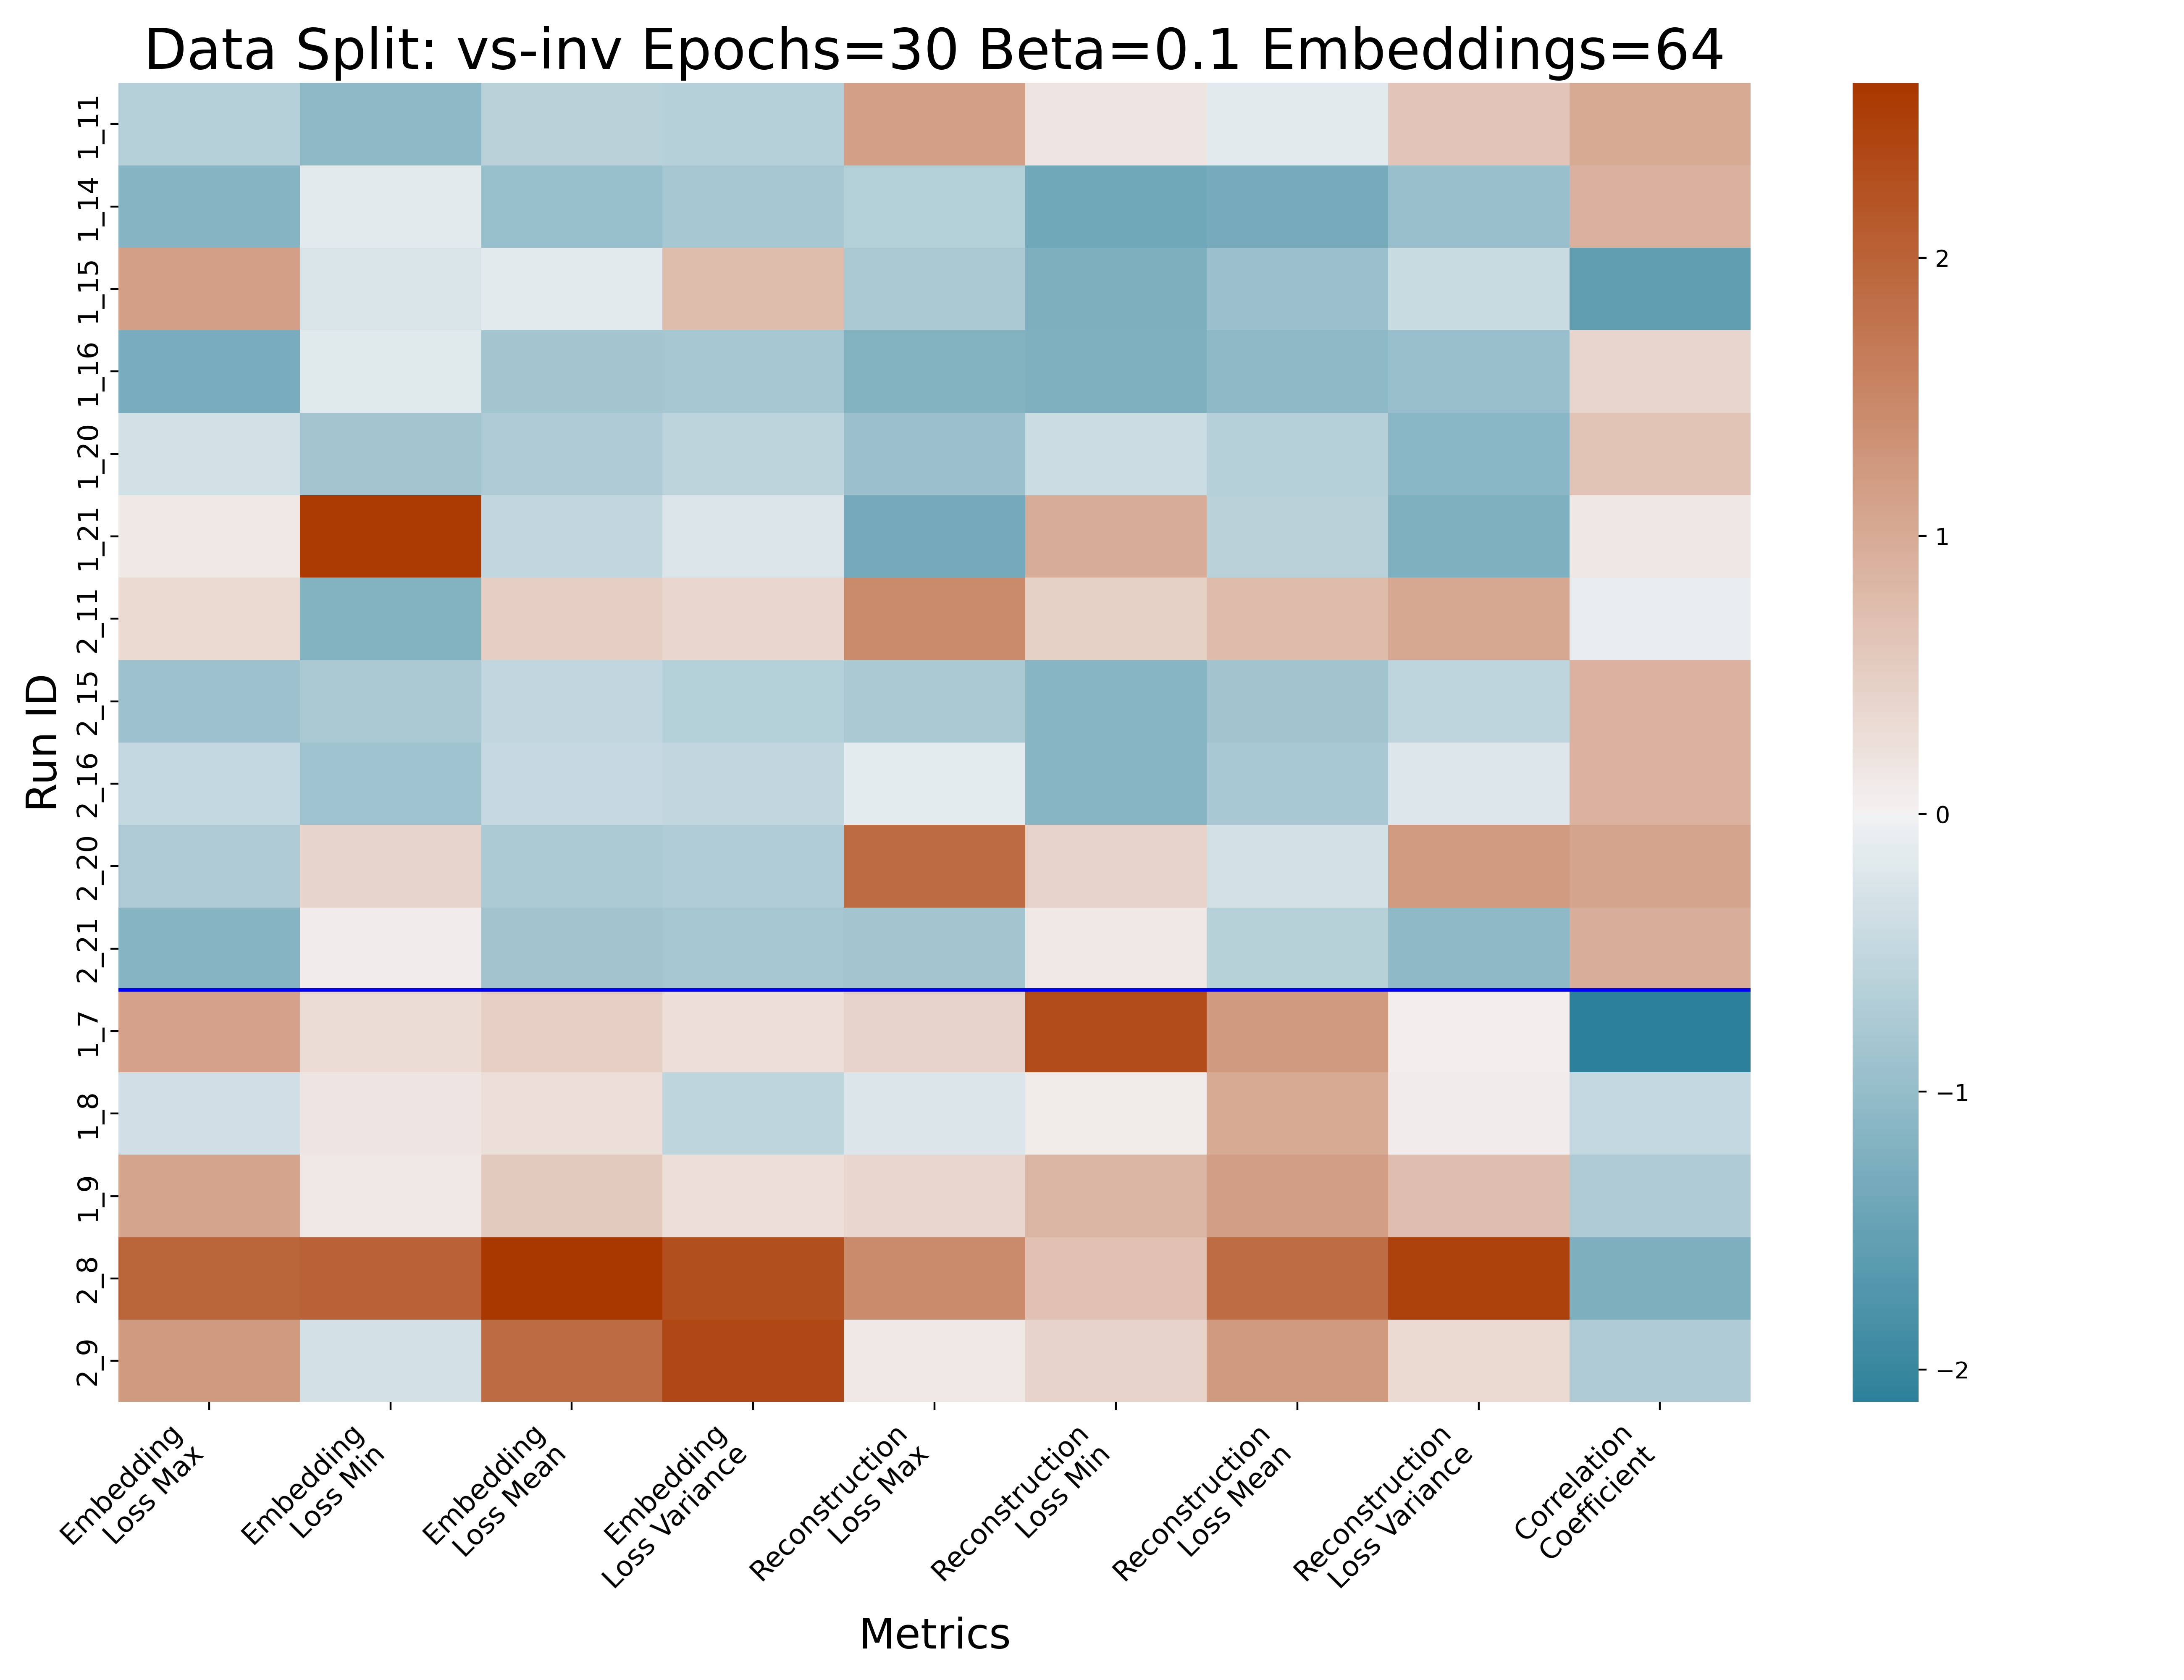 Data Split: vs-inv Epochs=30 Beta=0.1 Embeddings=64
Run ID
1_11
1_14
1_15
1_16
1_20
1_21
2_11
2_15
2_16
2_20
2_21
1_7
1_8
1_9
2_8
2_9
Embedding
Loss Max
Embedding
Loss Min
Embedding
Loss Mean
Embedding
Loss Variance
Reconstruction
Loss Max
Reconstruction
Loss Min
Reconstruction
Loss Mean
Reconstruction
Loss Variance
Correlation
Coefficient
Metrics
2
1
0
−1
−2